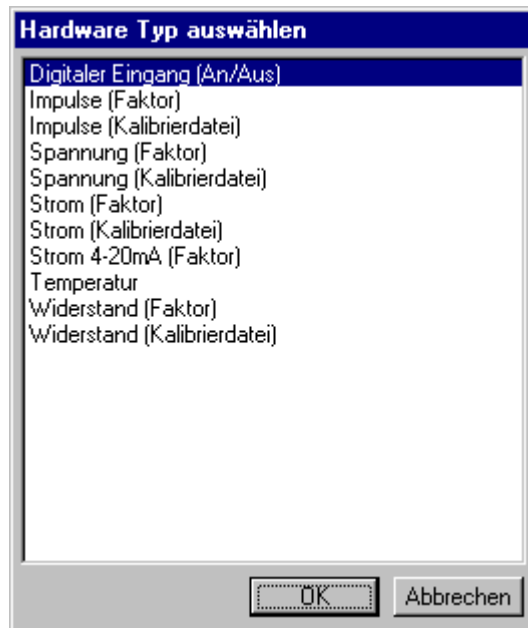 Hardware Typ auswählen
Digitaler Eingang (An/Aus)
Impulse (Faktor)
Impulse (Kalibrierdatei)
Spannung (Faktor)
Spannung (Kalibrierdatei)
Strom (Faktor)
Strom (Kalibrierdatei)
Strom 4-20mA (Faktor)
Temperatur
Widerstand (Faktor)
Widerstand (Kalibrierdatei)
OK Abbrechen